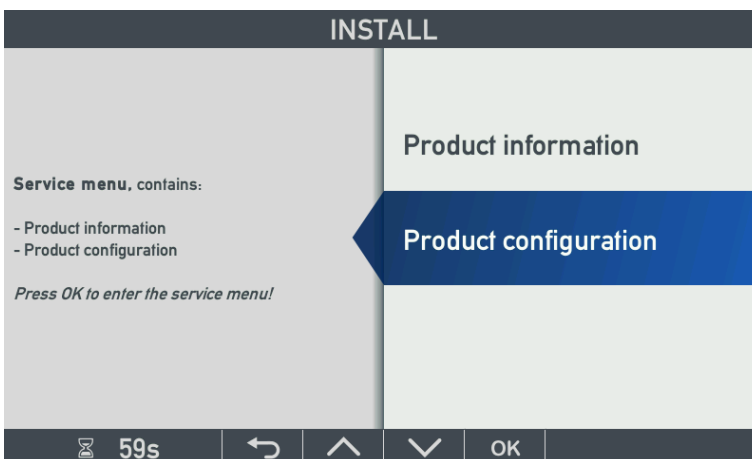 INSTALL
Service menu, contains:
- Product information
- Product configuration
Press OK to enter the service menu!
Product information
Product configuration
59s
OK